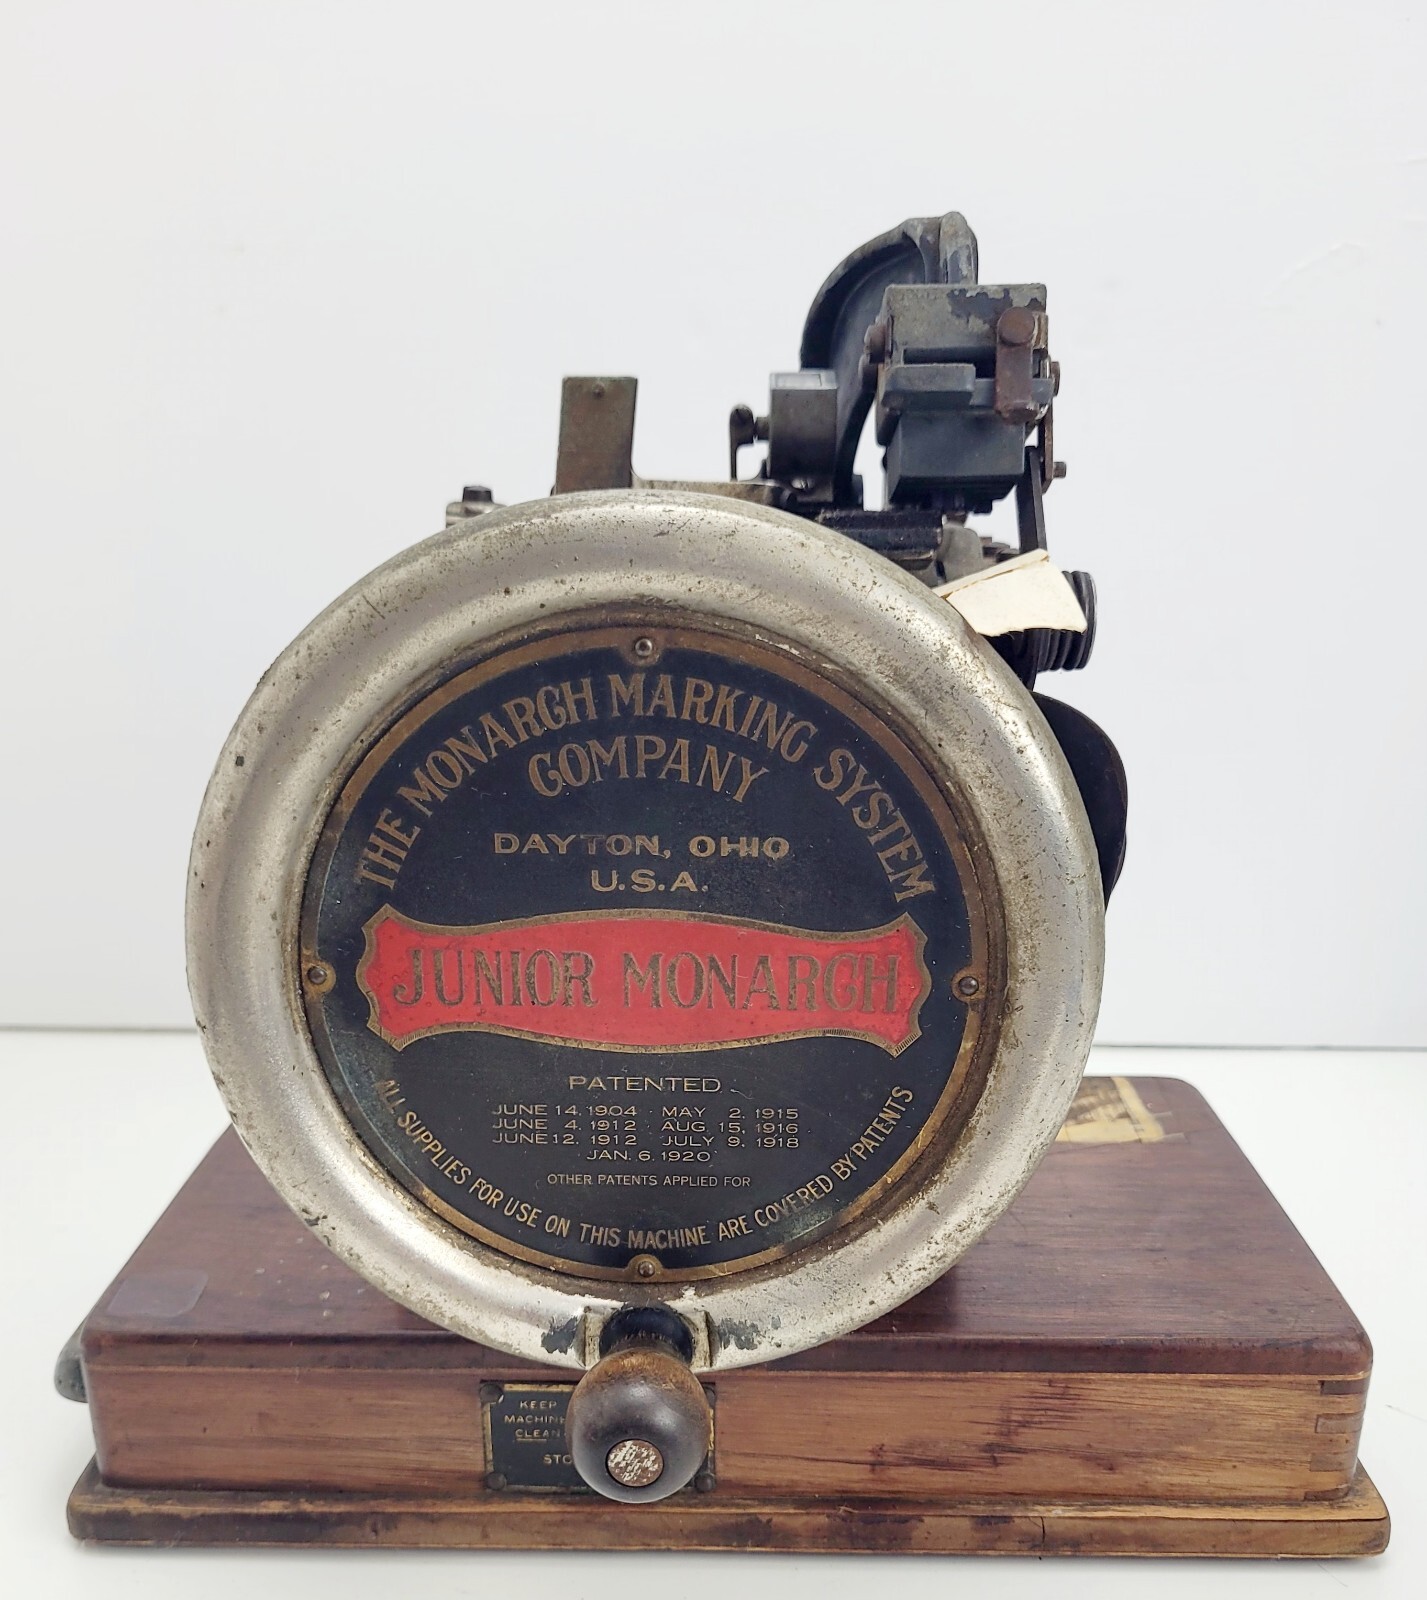 THE MONARCH MARKING SYSTEM
COMPANY
DAYTON, OHIO
U.S.A.
JUNIOR MONARCH
PATENTED
JUNE 14, 1904 · MAY 2, 1915
JUNE 4, 1912 · AUG 15, 1916
JUNE 12, 1912 JULY 9, 1918
JAN. 6, 1920
OTHER PATENTS APPLIED FOR
ALL SUPPLIES FOR USE ON THIS MACHINE ARE COVERED BY PATENTS
KEEP
MACHINE
CLEAN